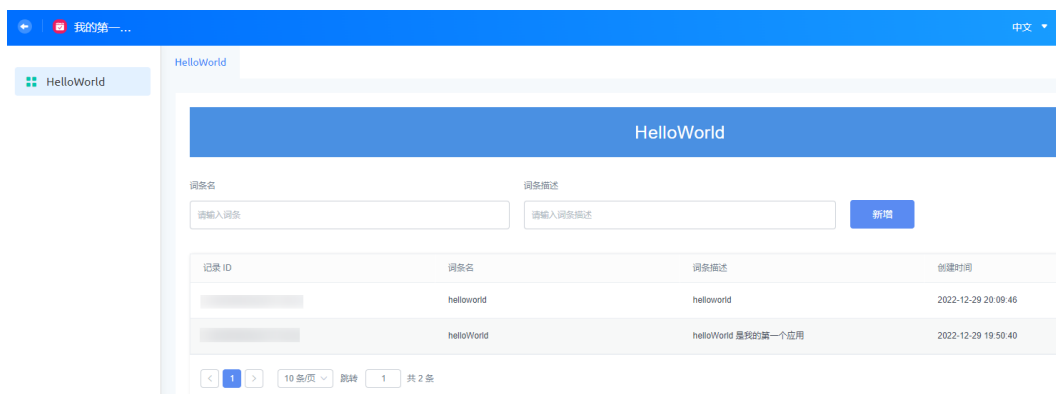 我的第一...
中文
HelloWorld
HelloWorld
HelloWorld
词条名 词条描述
请输入词条 请输入词条描述 新增
记录 ID 词条名 词条描述 创建时间
helloworld helloworld 2022-12-29 20:09:46
helloWorld helloWorld 是我的第一个应用 2022-12-29 19:50:40
1 10 条/页 跳转 1 共 2 条